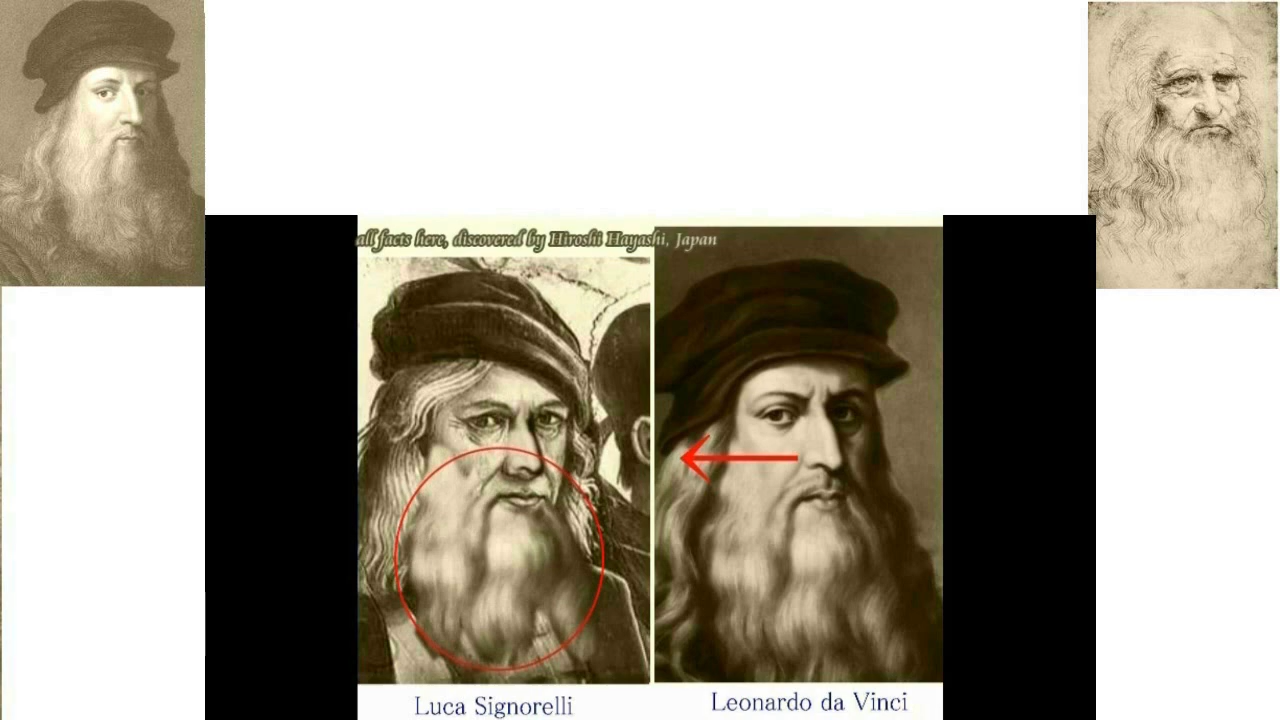 all facts here, discovered by Hiroshi Hayashi, Japan
Luca Signorelli
Leonardo da Vinci